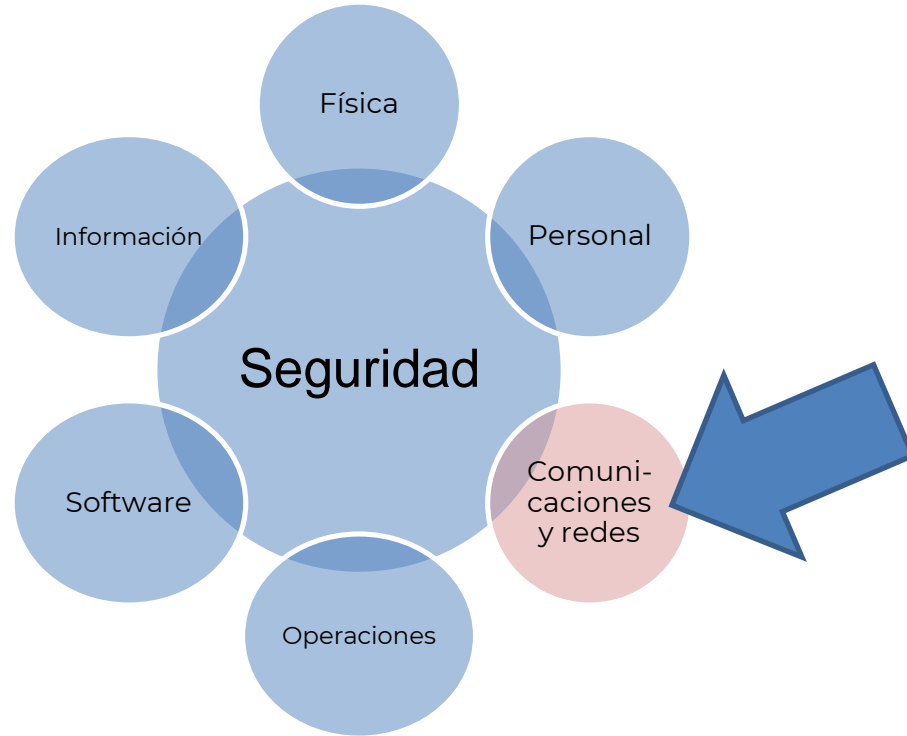 Física
Información
Personal
Seguridad
Software
Comuni-
caciones
y redes
Operaciones